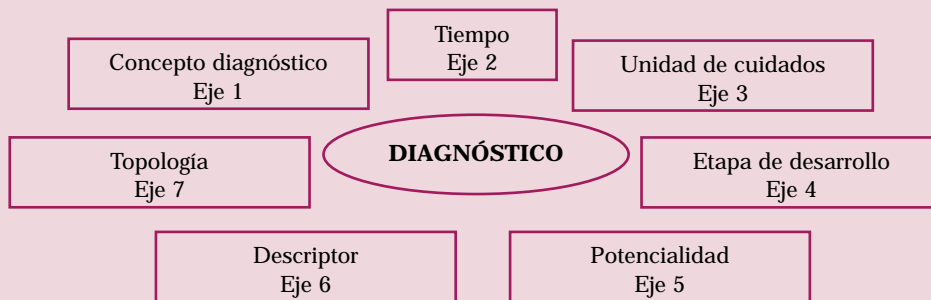 Tiempo
Eje 2
Concepto diagnóstico
Eje 1
Unidad de cuidados
Eje 3
DIAGNÓSTICO
Topología
Eje 7
Etapa de desarrollo
Eje 4
Descriptor
Eje 6
Potencialidad
Eje 5